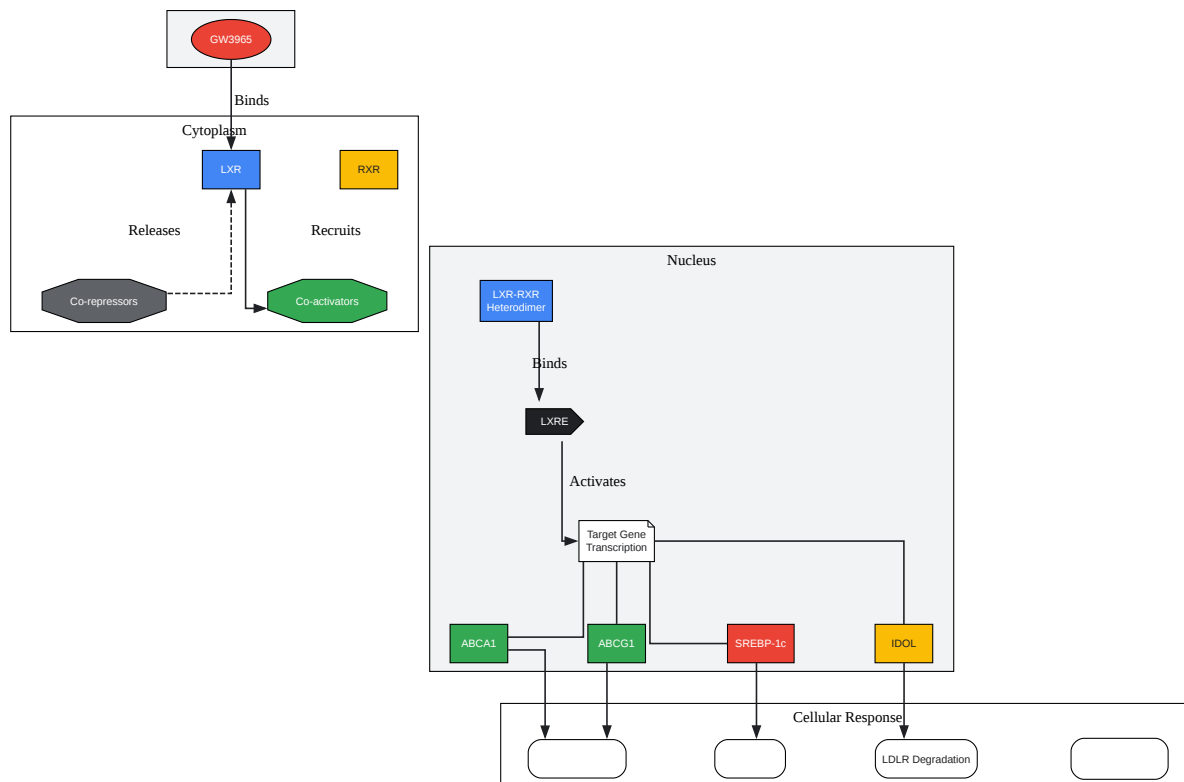 GW3965
Binds
Cytoplasm
LXR
RXR
Releases
Recruits
Co-repressors
Co-activators
Nucleus
LXR-RXR
Heterodimer
Binds
LXRE
Activates
Target Gene
Transcription
ABCA1
ABCG1
SREBP-1c
IDOL
Cellular Response
LDLR Degradation